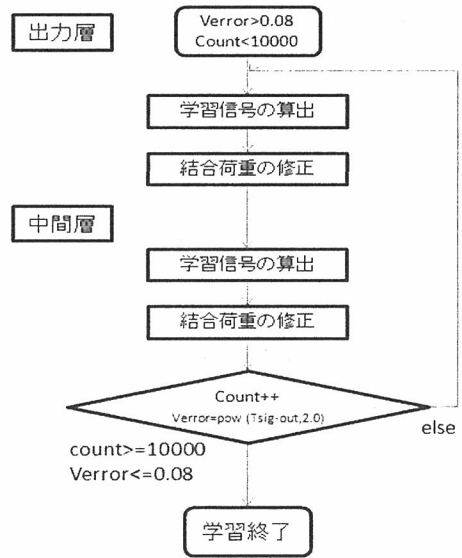 出力層
Verror>0.08
Count<10000
学習信号の算出
結合荷重の修正
中間層
学習信号の算出
結合荷重の修正
Count++
Verror=pow (Tsig-out,2.0)
else
count>=10000
Verror<=0.08
学習終了